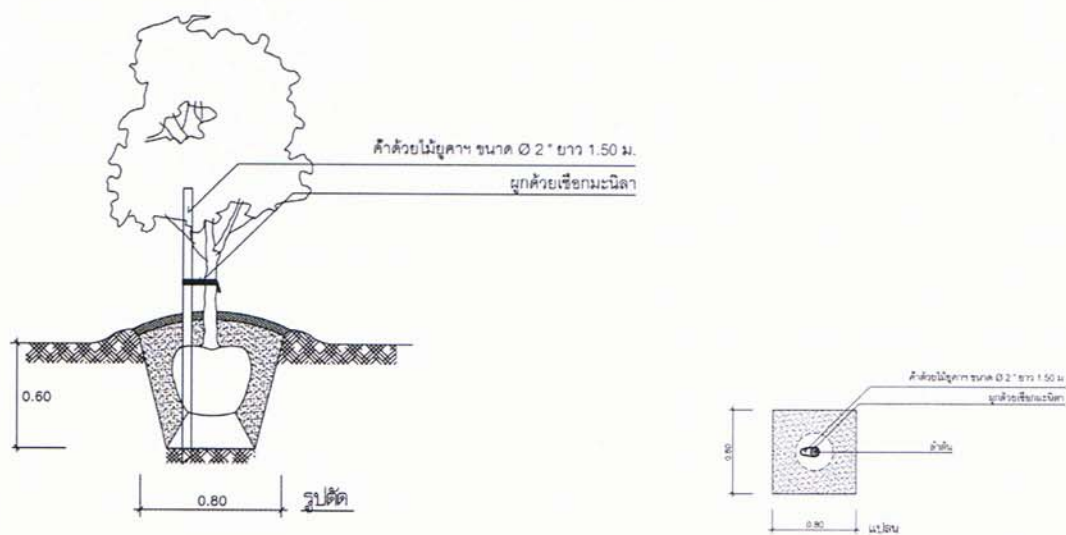 ค้ำด้วยไม้ยูคาฯ ขนาด Ø 2 " ยาว 1.50 ม.
ผูกด้วยเชือกมะนิลา
0.60
0.80
รูปตัด
ค้ำด้วยไม้ยูคาฯ ขนาด Ø 2 " ยาว 1.50 ม
ผูกด้วยเชือกมะนิลา
ลำต้น
0.80
0.80
แปลน